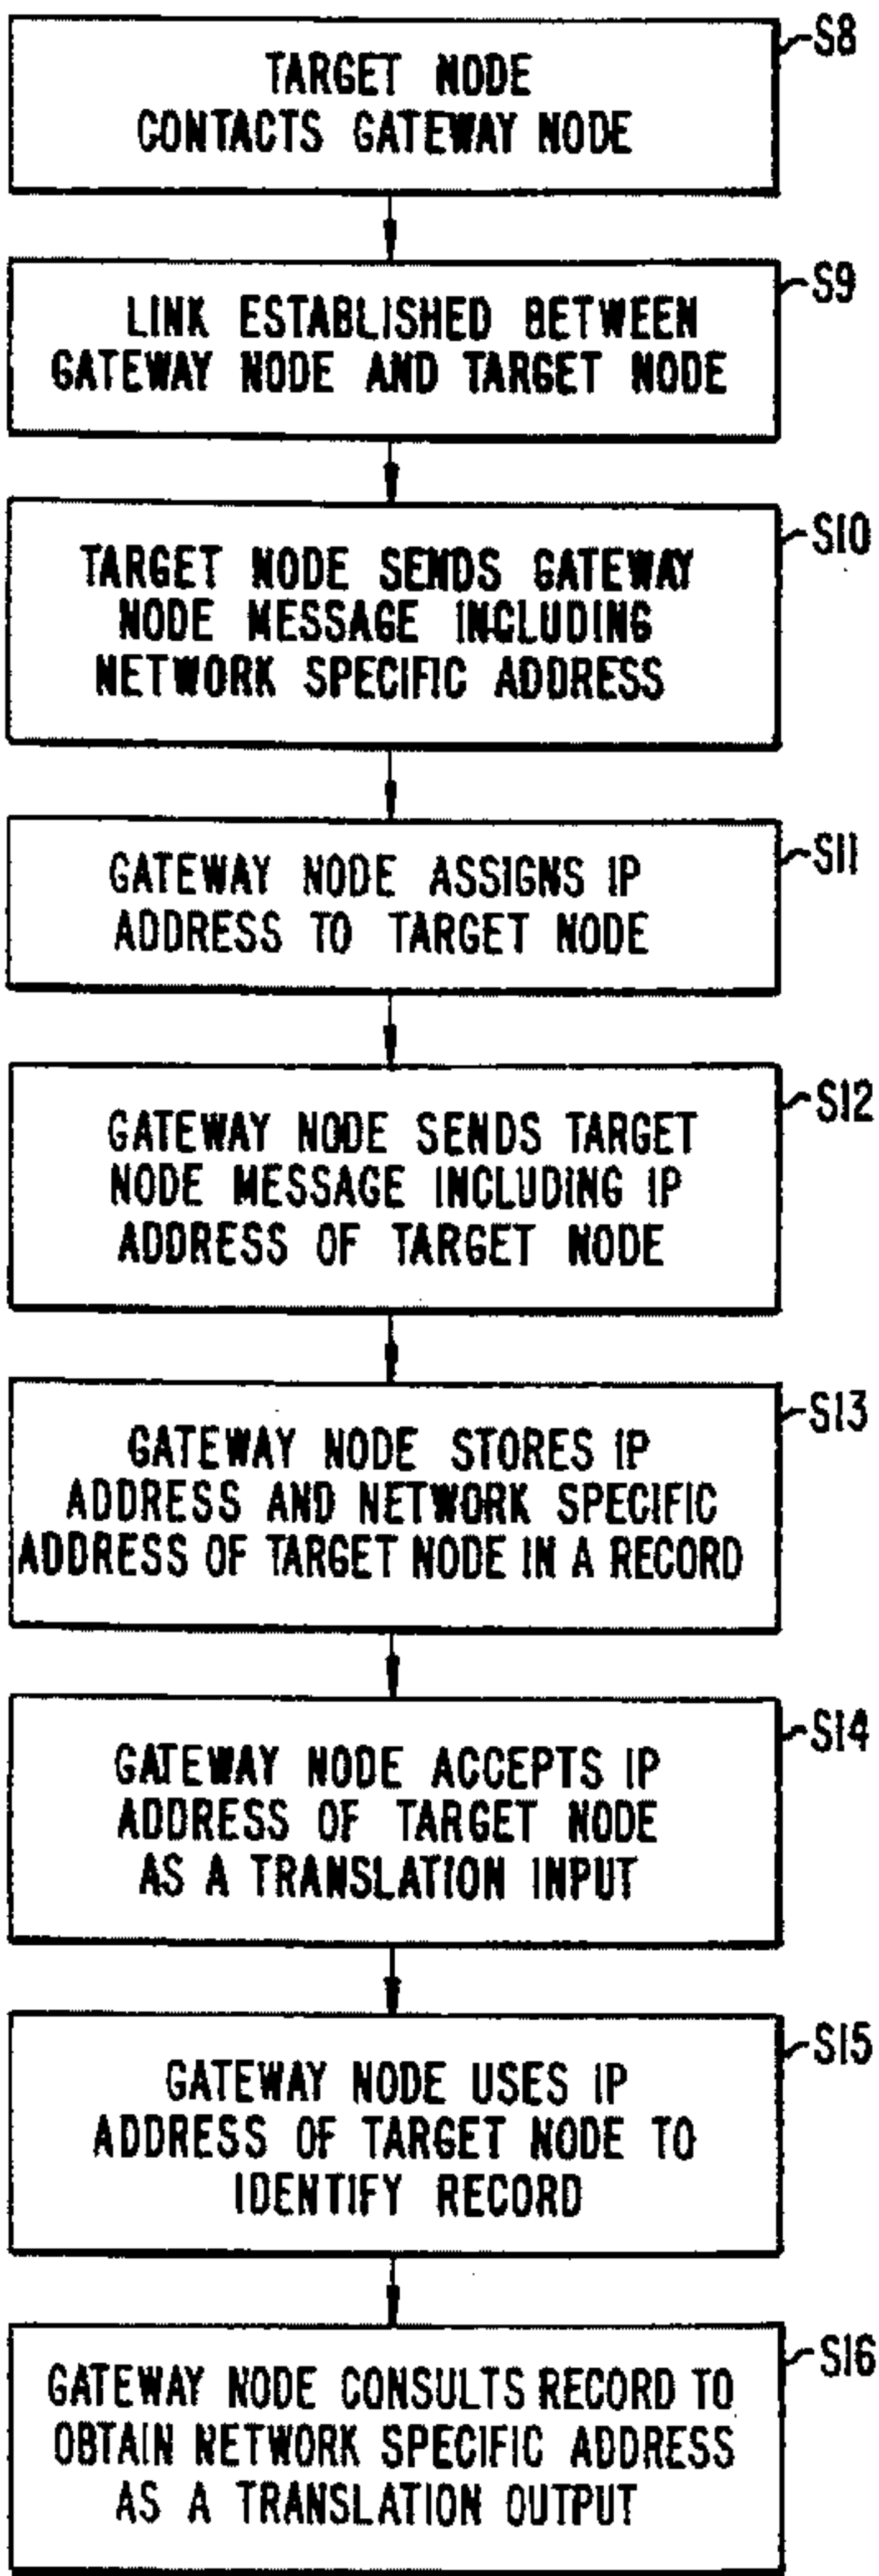 S8
TARGET NODE
CONTACTS GATEWAY NODE
S9
LINK ESTABLISHED BETWEEN
GATEWAY NODE AND TARGET NODE
S10
TARGET NODE SENDS GATEWAY
NODE MESSAGE INCLUDING
NETWORK SPECIFIC ADDRESS
S11
GATEWAY NODE ASSIGNS IP
ADDRESS TO TARGET NODE
S12
GATEWAY NODE SENDS TARGET
NODE MESSAGE INCLUDING IP
ADDRESS OF TARGET NODE
S13
GATEWAY NODE STORES IP
ADDRESS AND NETWORK SPECIFIC
ADDRESS OF TARGET NODE IN A RECORD
S14
GATEWAY NODE ACCEPTS IP
ADDRESS OF TARGET NODE
AS A TRANSLATION INPUT
S15
GATEWAY NODE USES IP
ADDRESS OF TARGET NODE TO
IDENTIFY RECORD
S16
GATEWAY NODE CONSULTS RECORD TO
OBTAIN NETWORK SPECIFIC ADDRESS
AS A TRANSLATION OUTPUT